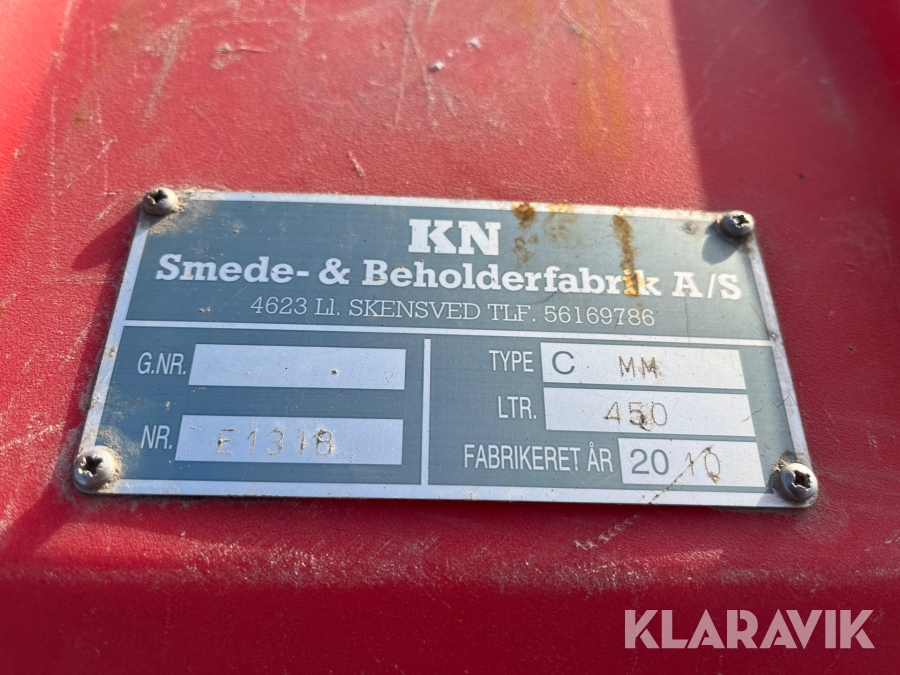 KN
Smede- & Beholderfabrik A/S
4623 Ll. SKENSVED TLF. 56169786
G.NR.
NR. E1318
TYPE C MM
LTR. 450
FABRIKERET ÅR 2010
KLARAVIK